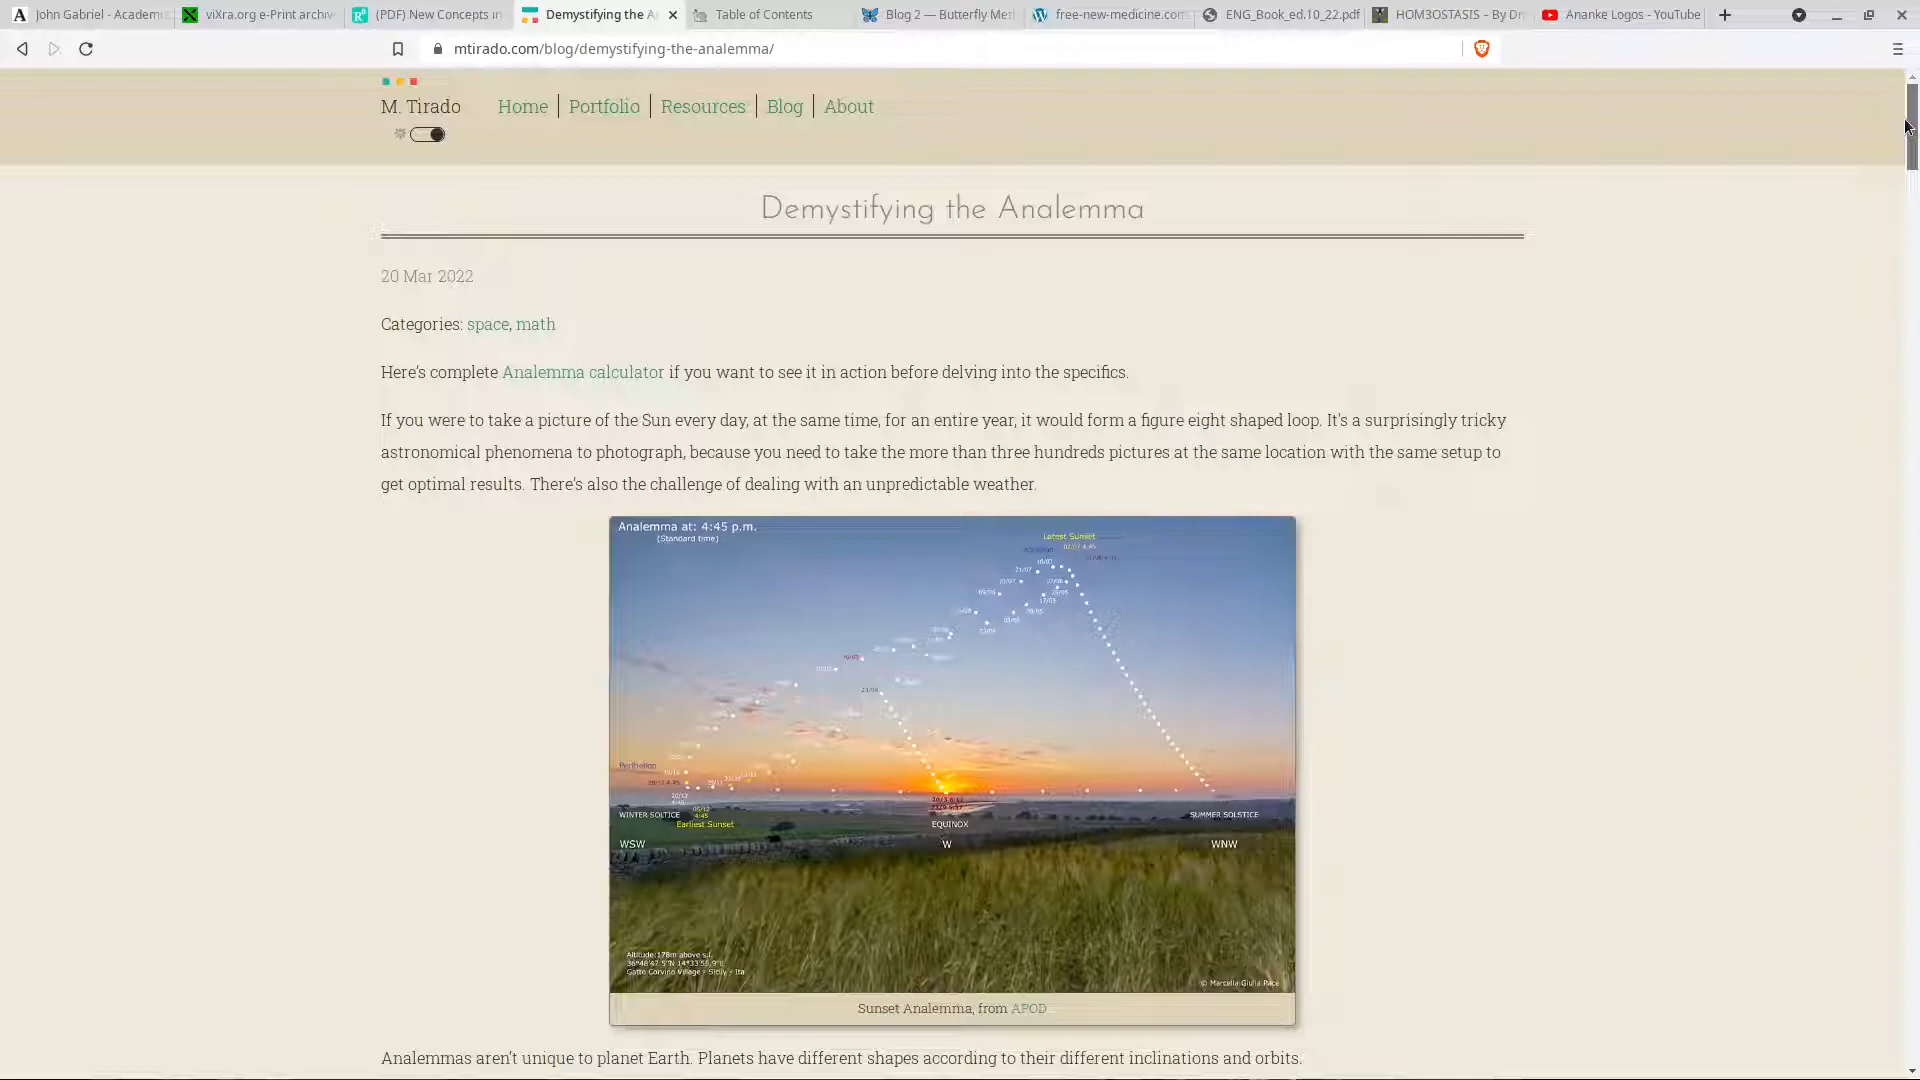 John Gabriel - Academi
viXra.org e-Print archiv
(PDF) New Concepts in
Demystifying the A
Table of Contents
Blog 2 — Butterfly Met
free-new-medicine.com
ENG_Book_ed.10_22.pdf
HOM3OSTASIS – By Dr
Ananke Logos - YouTube
mtirado.com/blog/demystifying-the-analemma/
M. Tirado
Home
Portfolio
Resources
Blog
About
Demystifying the Analemma
20 Mar 2022
Categories: space, math
Here's complete Analemma calculator if you want to see it in action before delving into the specifics.
If you were to take a picture of the Sun every day, at the same time, for an entire year, it would form a figure eight shaped loop. It's a surprisingly tricky
astronomical phenomena to photograph, because you need to take the more than three hundreds pictures at the same location with the same setup to
get optimal results. There's also the challenge of dealing with an unpredictable weather.
Analemma at: 4:45 p.m.
(Standard time)
Latest Sunset
Perihelion
WINTER SOLTICE
Earliest Sunset
EQUINOX
SUMMER SOLSTICE
WSW
W
WNW
Altitude:178m above s.l.
Gatto Corvino Village - Sicily - Ita
© Marcella Giulia Pace
Sunset Analemma, from APOD
Analemmas aren't unique to planet Earth. Planets have different shapes according to their different inclinations and orbits.